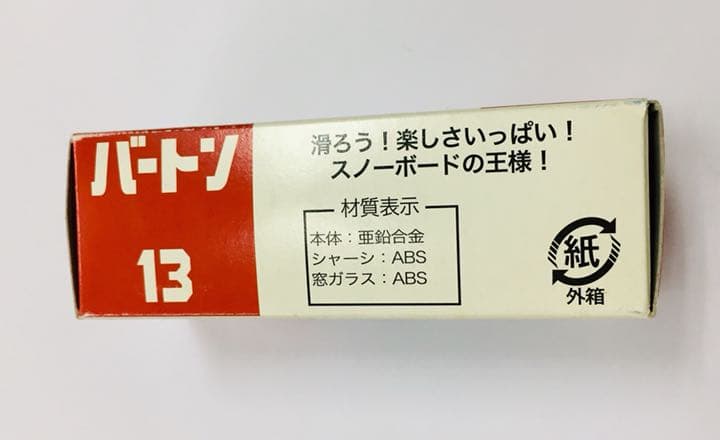 バートン
13
滑ろう！楽しさいっぱい！
スノーボードの王様！
材質表示
本体：亜鉛合金
シャーシ：ABS
窓ガラス：ABS
紙
外箱